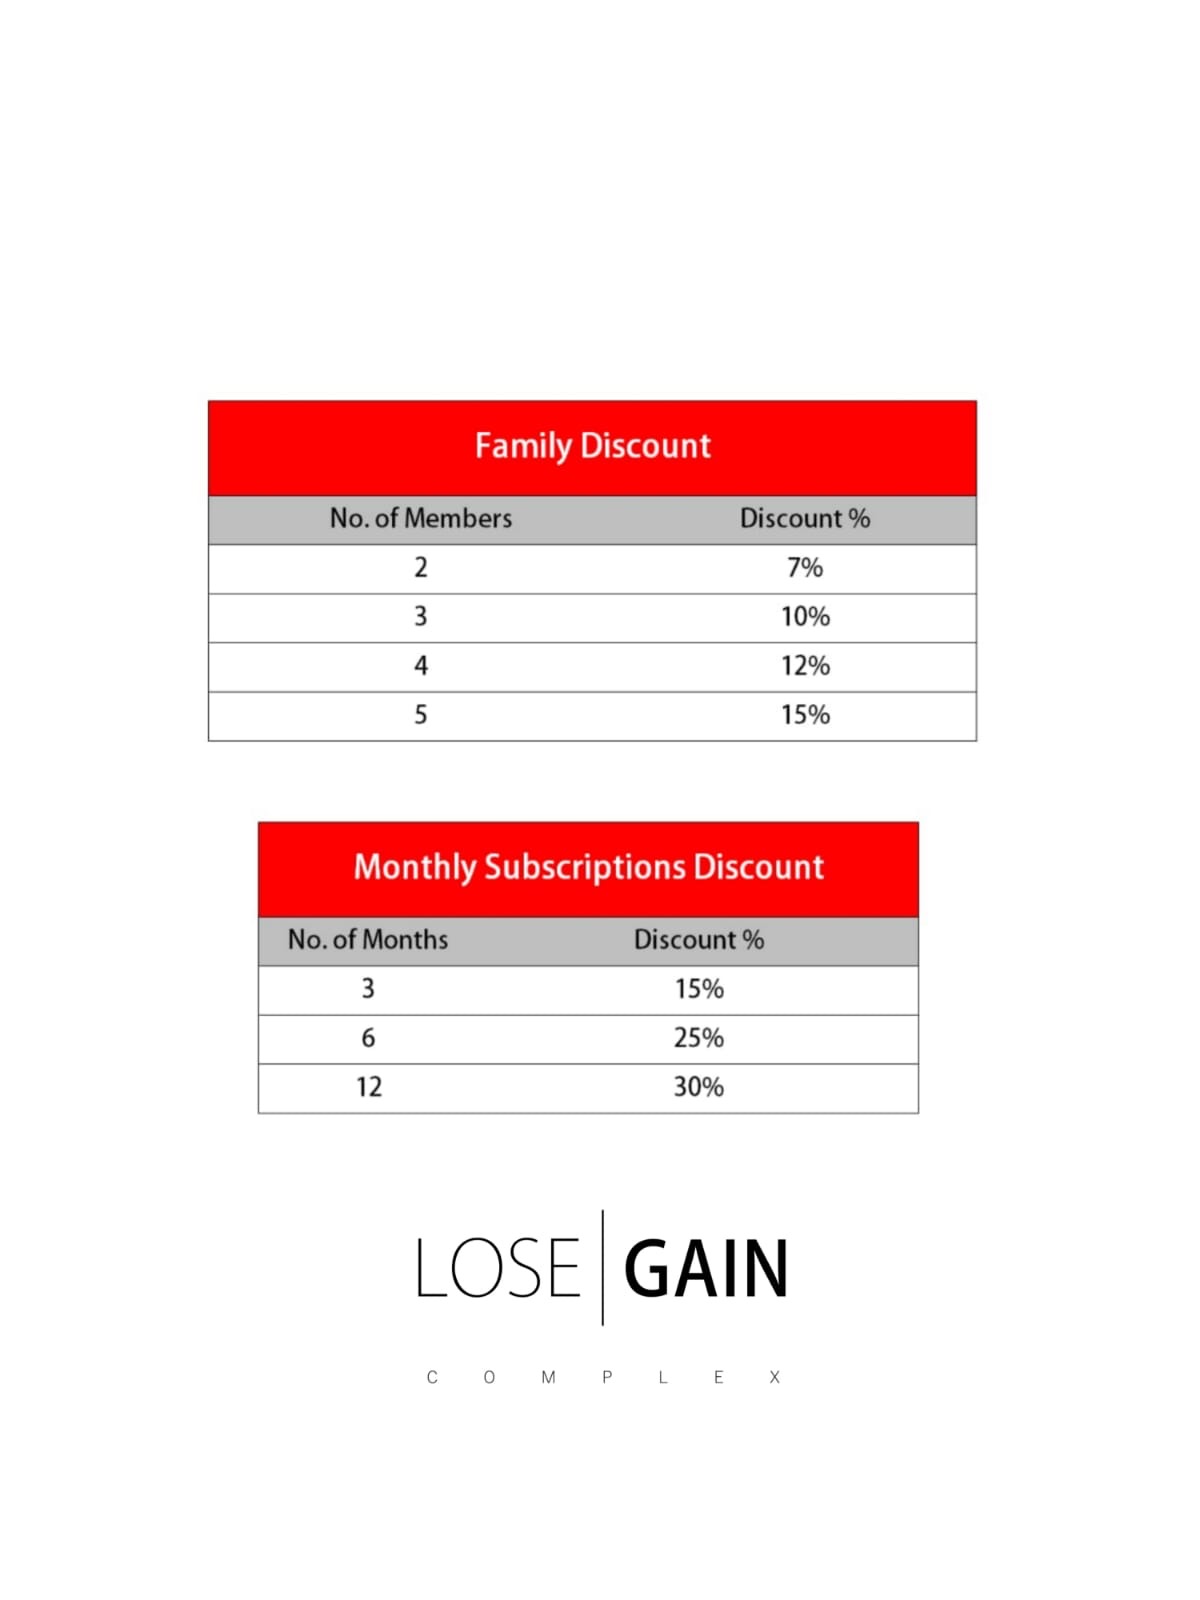 Family Discount
No. of Members Discount %
2 7%
3 10%
4 12%
5 15%
Monthly Subscriptions Discount
No. of Months Discount %
3 15%
6 25%
12 30%
LOSE GAIN
COMPLEX